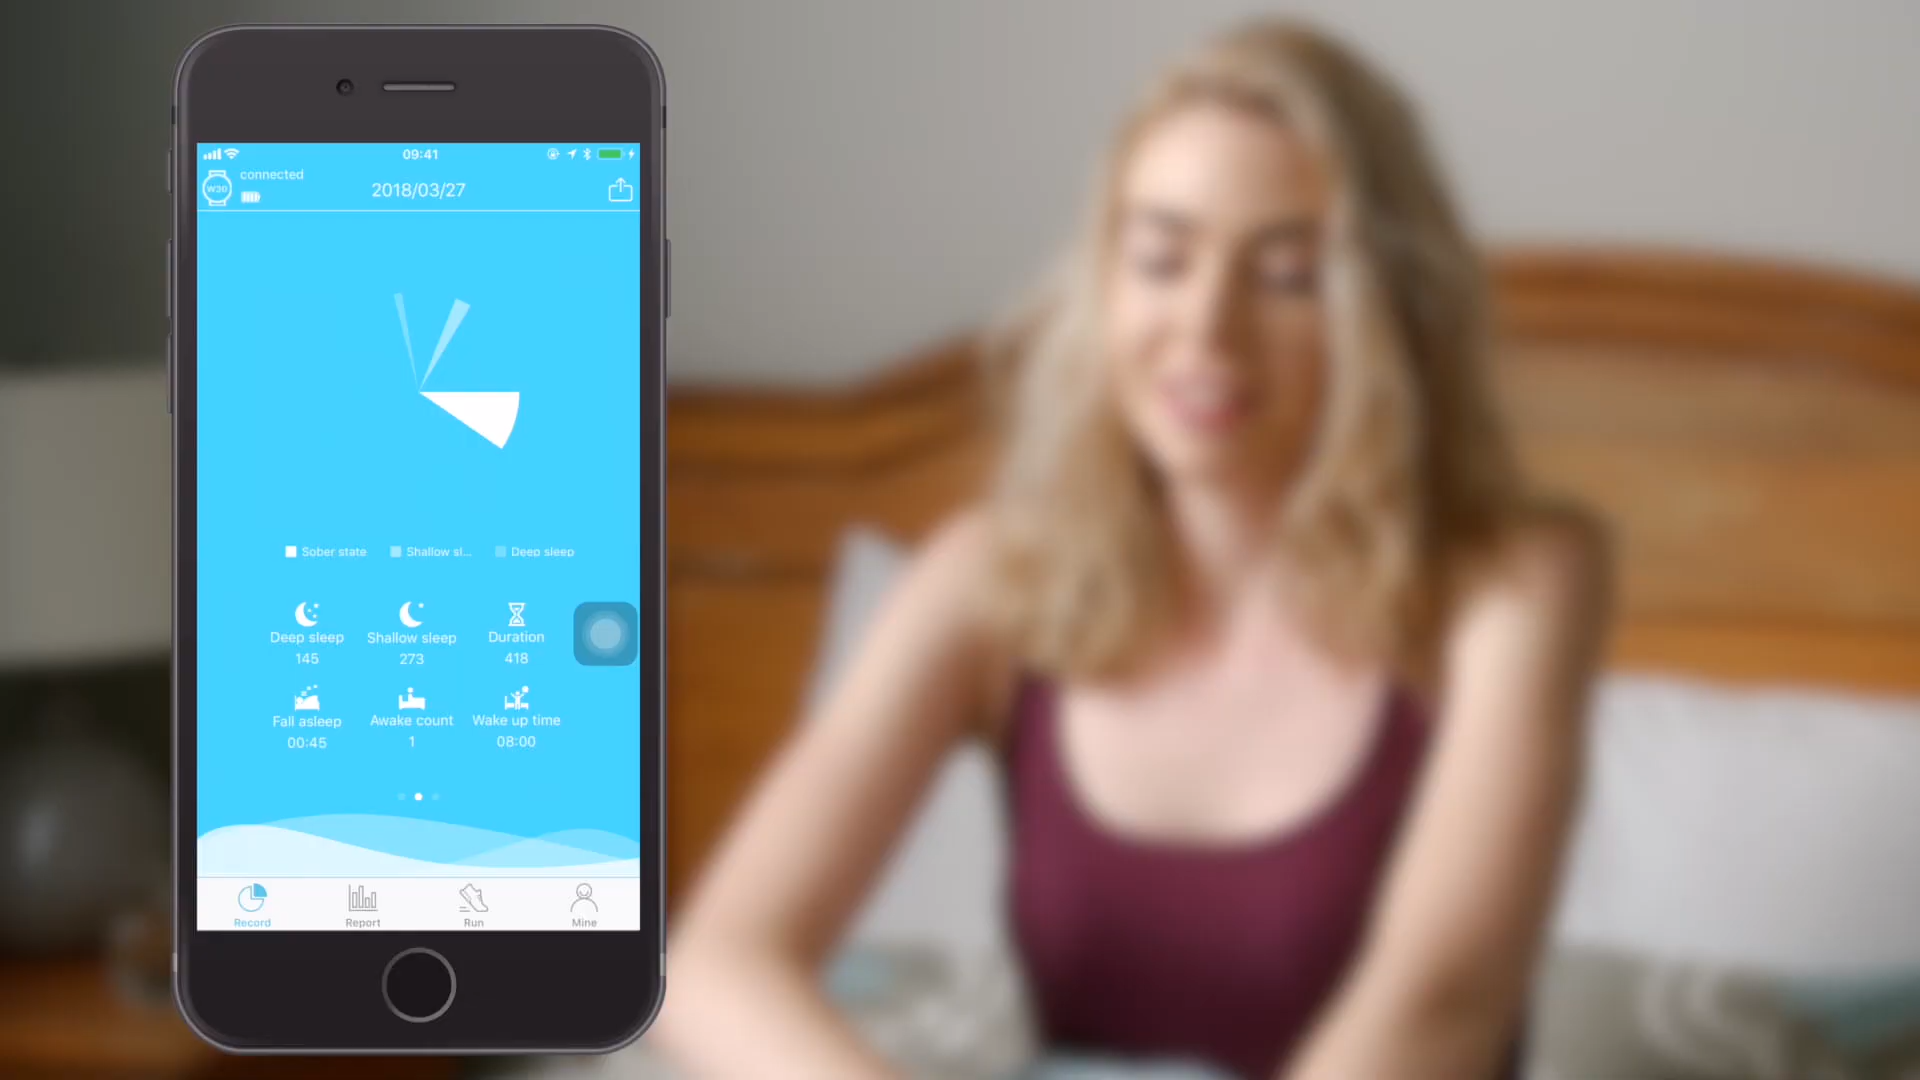 09:41
connected
W30
2018/03/27
Sober state
Shallow sl...
Deep sleep
Deep sleep
Shallow sleep
Duration
145
273
418
Fall asleep
Awake count
Wake up time
00:45
1
08:00
Record
Report
Run
Mine